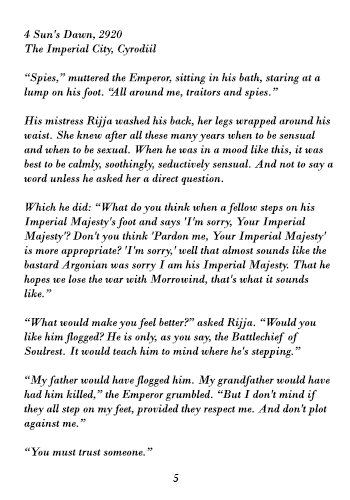 4 Sun's Dawn, 2920
The Imperial City, Cyrodiil
“Spies,” muttered the Emperor, sitting in his bath, staring at a
lump on his foot. “All around me, traitors and spies.”
His mistress Rijja washed his back, her legs wrapped around his
waist. She knew after all these many years when to be sensual
and when to be sexual. When he was in a mood like this, it was
best to be calmly, soothingly, seductively sensual. And not to say a
word unless he asked her a direct question.
Which he did: “What do you think when a fellow steps on his
Imperial Majesty's foot and says 'I'm sorry, Your Imperial
Majesty'? Don't you think 'Pardon me, Your Imperial Majesty'
is more appropriate? 'I'm sorry,' well that almost sounds like the
bastard Argonian was sorry I am his Imperial Majesty. That he
hopes we lose the war with Morrowind, that's what it sounds
like.”
“What would make you feel better?” asked Rijja. “Would you
like him flogged? He is only, as you say, the Battlechief of
Soulrest. It would teach him to mind where he's stepping.”
“My father would have flogged him. My grandfather would have
had him killed,” the Emperor grumbled. “But I don't mind if
they all step on my feet, provided they respect me. And don't plot
against me.”
“You must trust someone.”
5